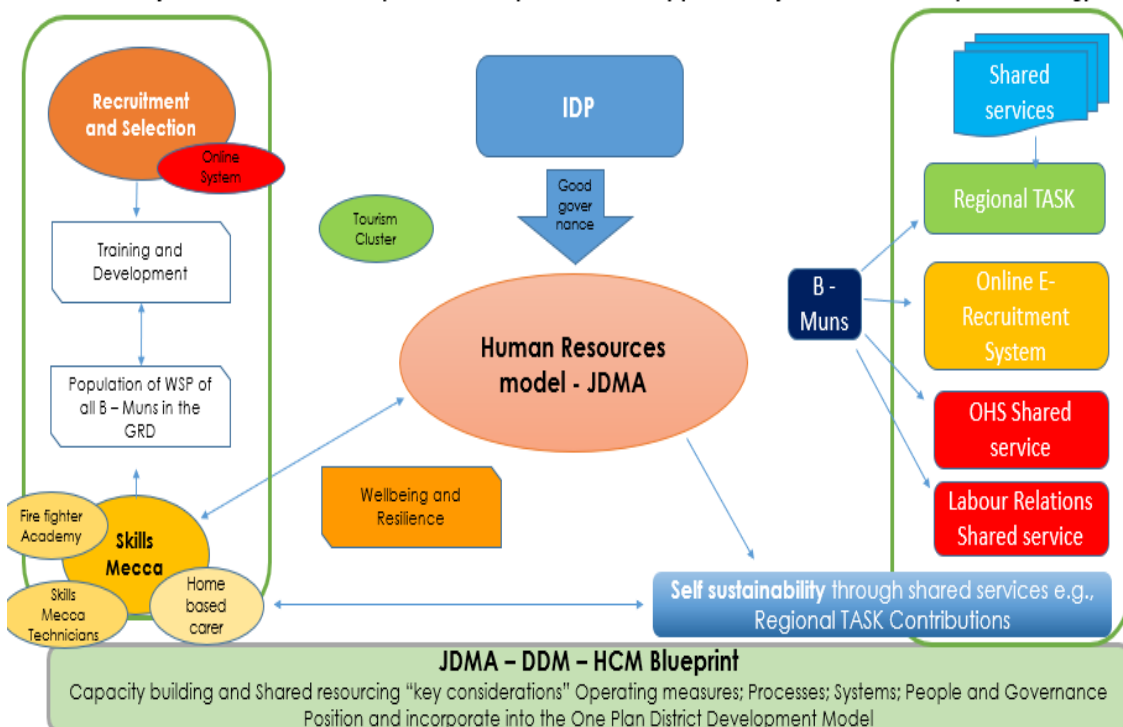 Recruitment
and Selection
Online
System
Training and
Development
Population of WSP of
all B – Muns in the
GRD
Fire fighter
Academy
Skills
Mecca
Skills
Mecca
Technicians
Home
based
carer
IDP
Good
gover
nance
Tourism
Cluster
Human Resources
model - JDMA
Wellbeing and
Resilience
B -
Muns
Shared
services
Regional TASK
Online E-
Recruitment
System
OHS Shared
service
Labour Relations
Shared service
Self sustainability through shared services e.g.,
Regional TASK Contributions
JDMA – DDM – HCM Blueprint
Capacity building and Shared resourcing “key considerations” Operating measures; Processes; Systems; People and Governance
Position and incorporate into the One Plan District Development Model